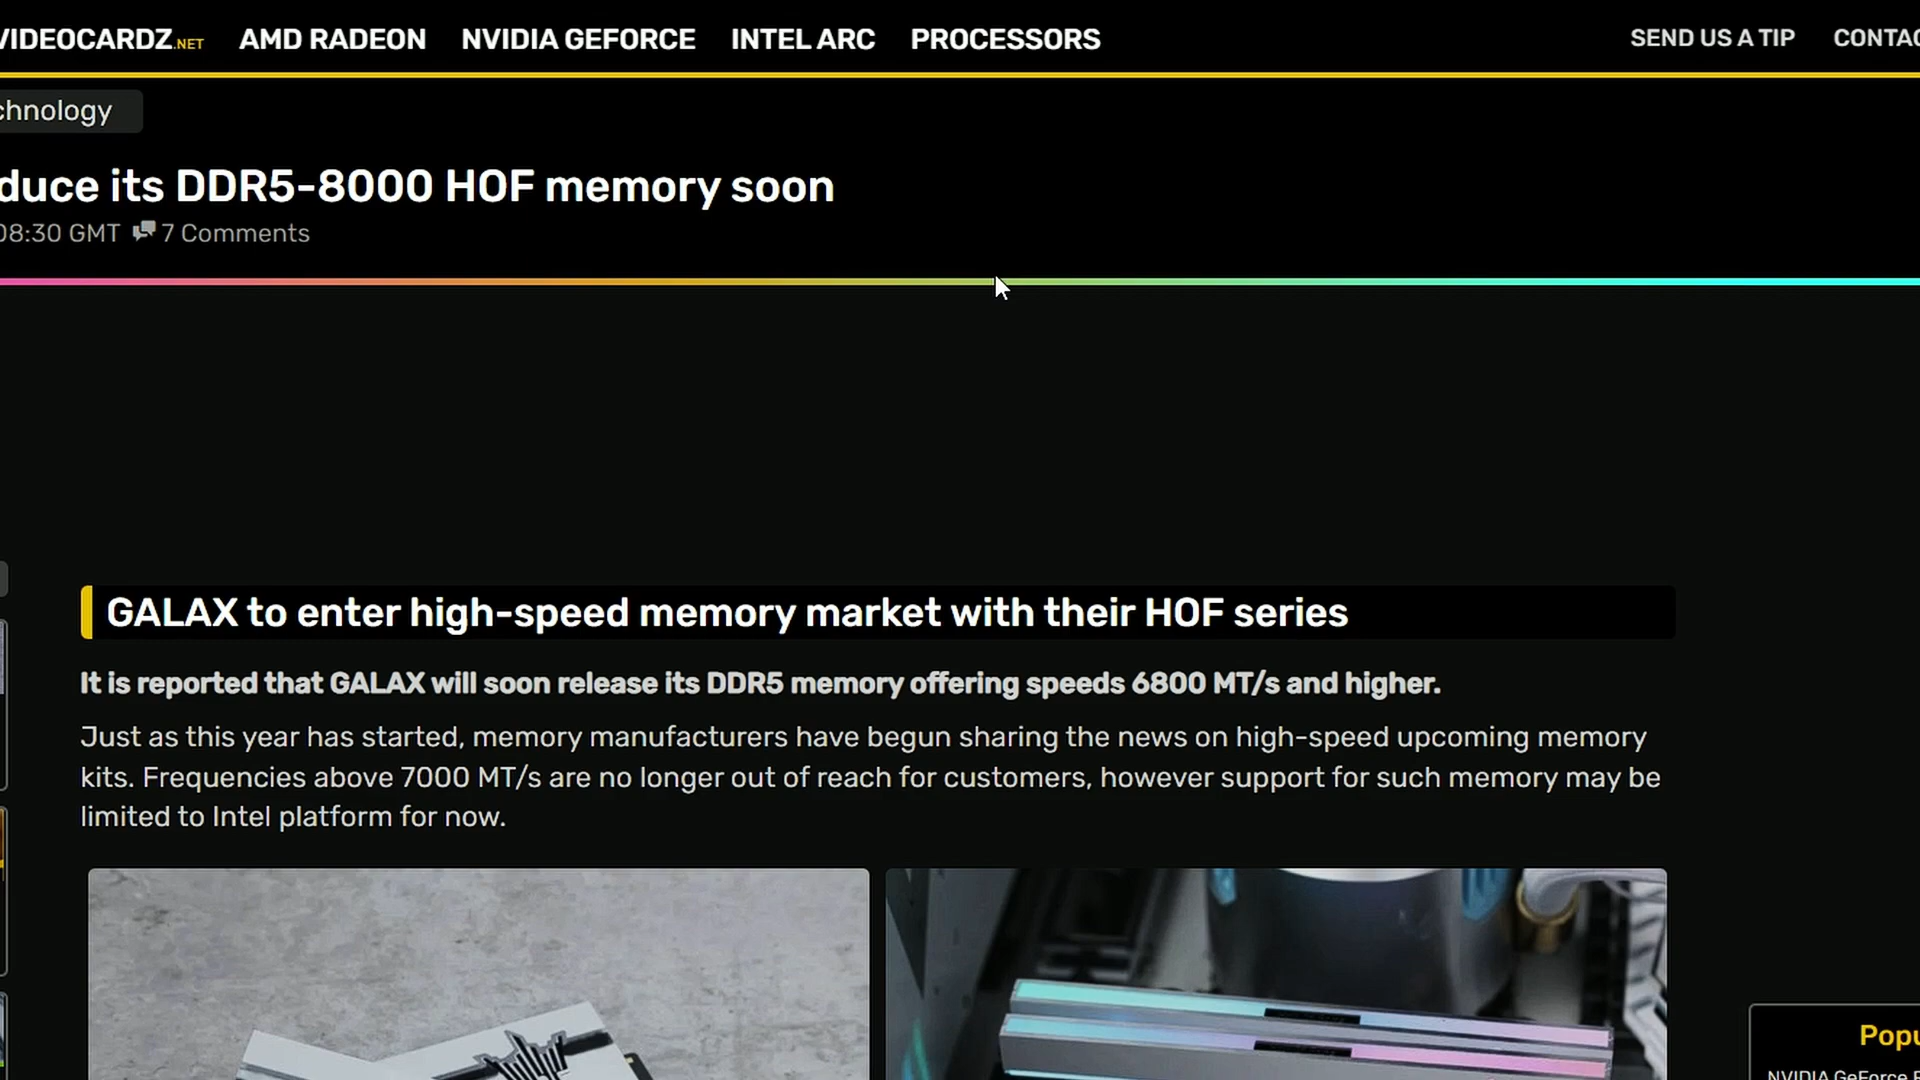 VIDEOCARDZ.NET AMD RADEON NVIDIA GEFORCE INTEL ARC PROCESSORS SEND US A TIP
duce its DDR5-8000 HOF memory soon
08:30 GMT 7 Comments
GALAX to enter high-speed memory market with their HOF series
It is reported that GALAX will soon release its DDR5 memory offering speeds 6800 MT/s and higher.
Just as this year has started, memory manufacturers have begun sharing the news on high-speed upcoming memory
kits. Frequencies above 7000 MT/s are no longer out of reach for customers, however support for such memory may be
limited to Intel platform for now.
NVIDIA GeForce